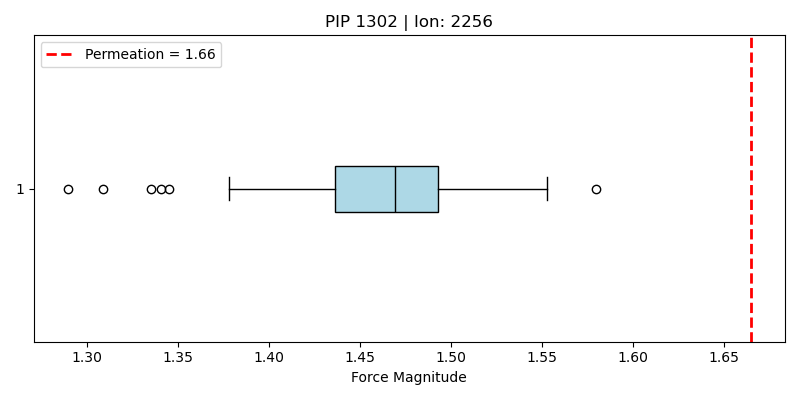 PIP 1302 | Ion: 2256
Permeation = 1.66
1
1.30 1.35 1.40 1.45 1.50 1.55 1.60 1.65
Force Magnitude